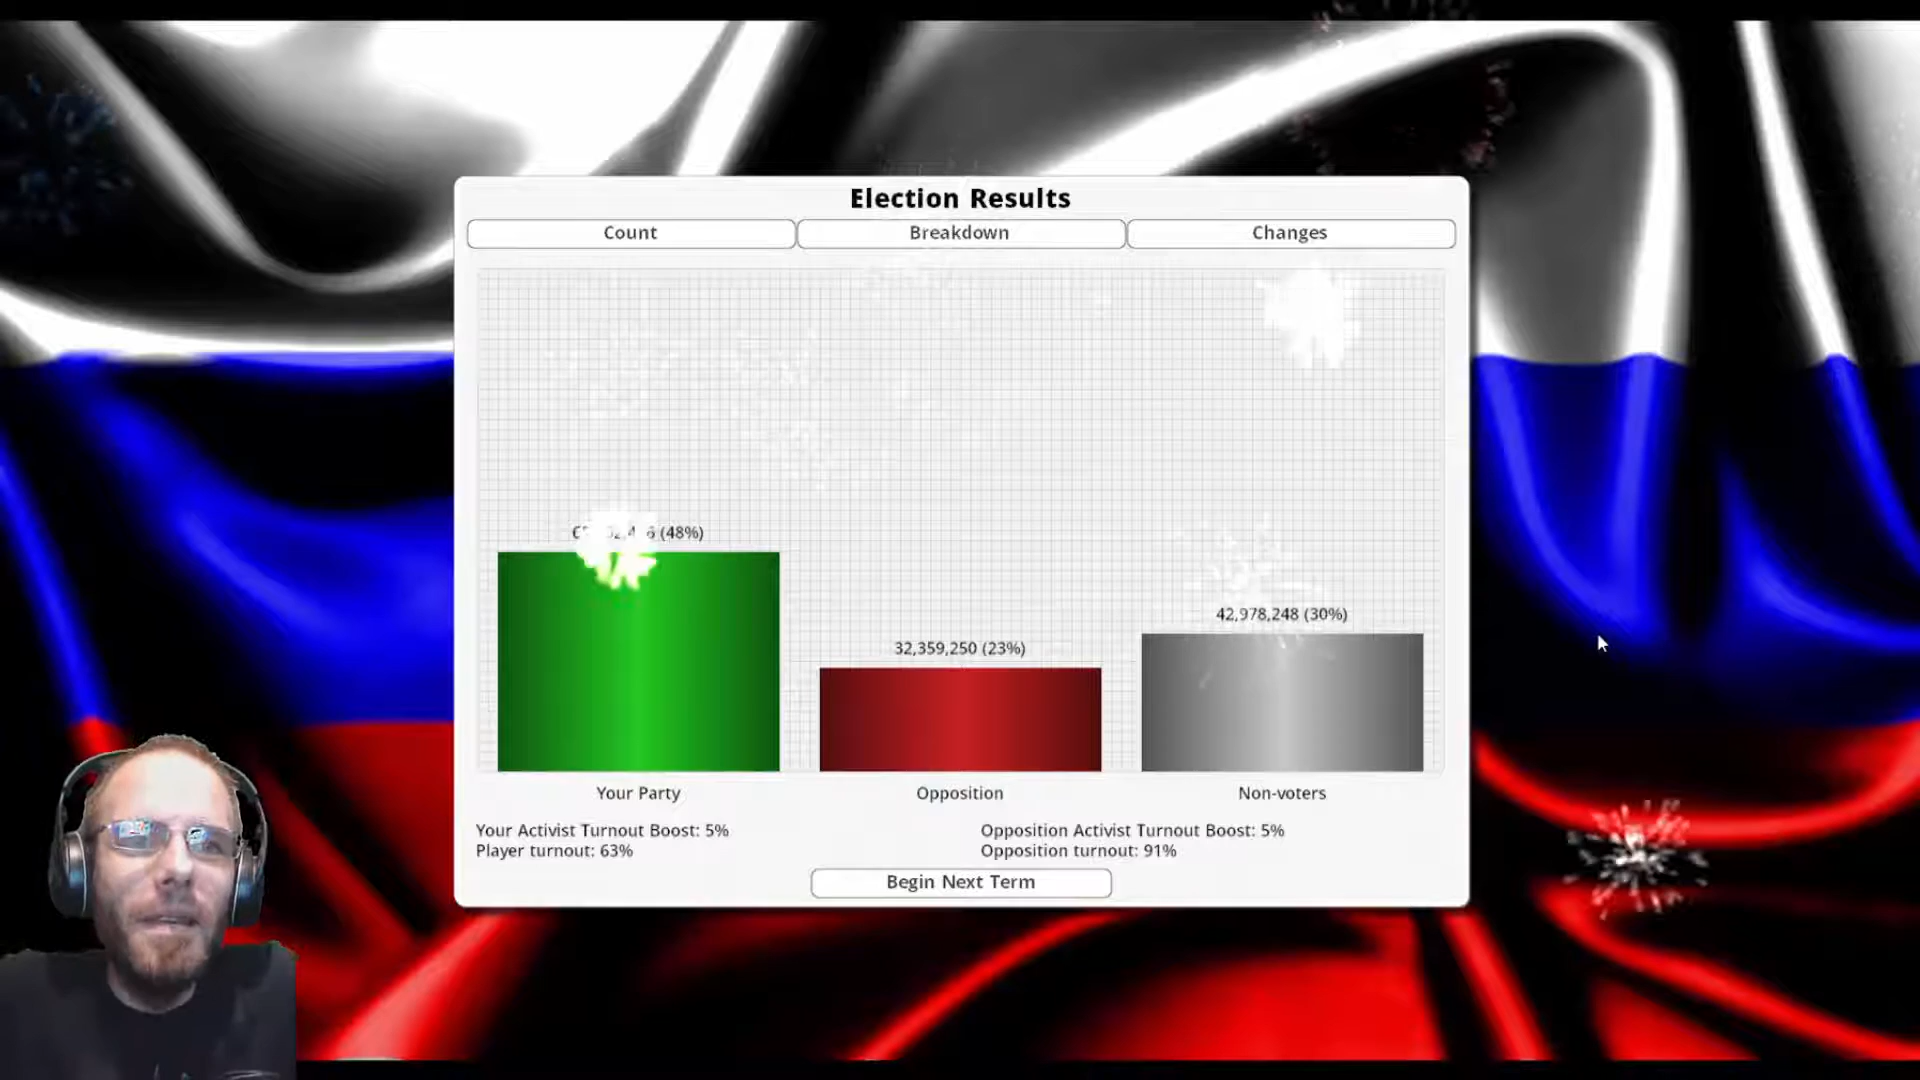 Election Results
Count
Breakdown
Changes
(48%)
32,359,250 (23%)
42,978,248 (30%)
Your Party
Opposition
Non-voters
Your Activist Turnout Boost: 5%
Opposition Activist Turnout Boost: 5%
Player turnout: 63%
Opposition turnout: 91%
Begin Next Term